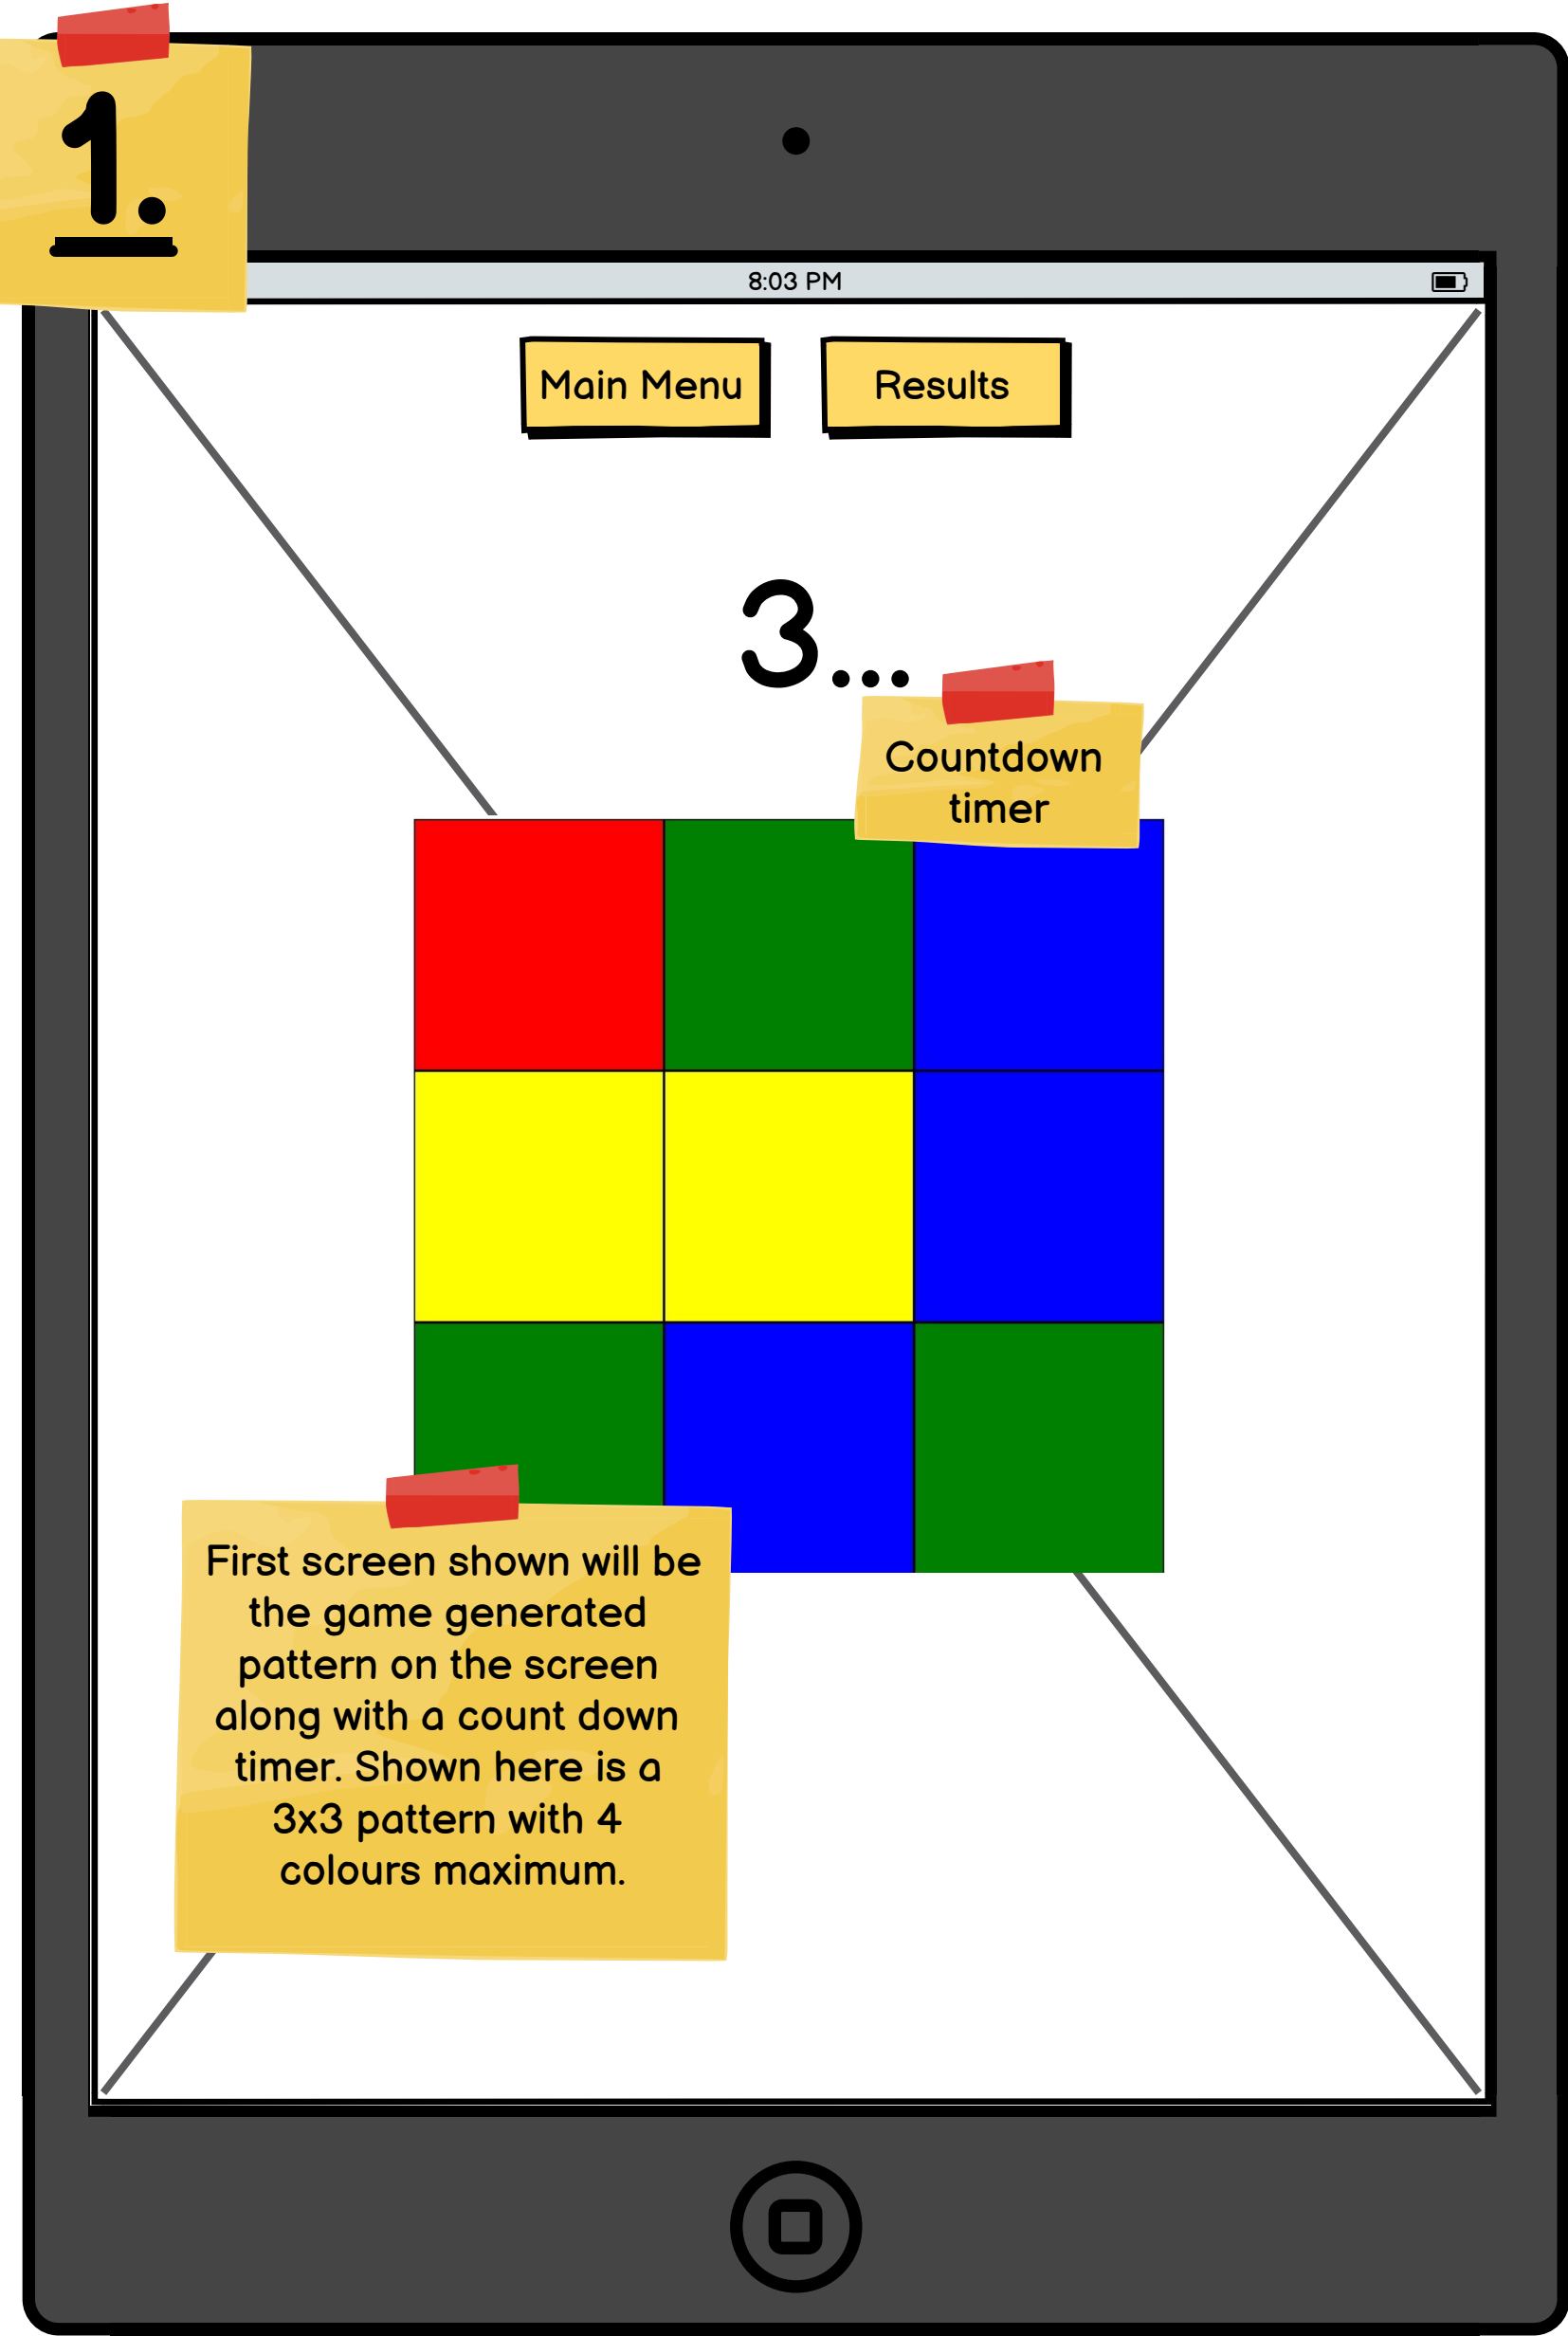 1.
8:03 PM
Main Menu
Results
3...
Countdown
timer
First screen shown will be
the game generated
pattern on the screen
along with a count down
timer. Shown here is a
3x3 pattern with 4
colours maximum.